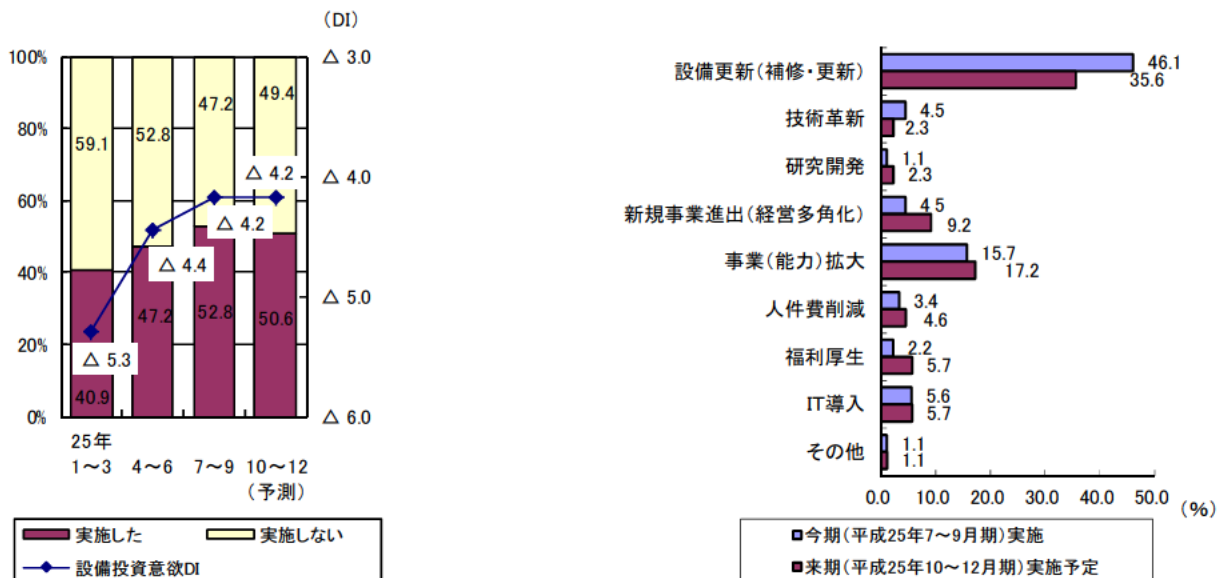 (DI)
100%
80%
60%
40%
20%
0%
59.1
52.8
47.2
49.4
40.9
47.2
52.8
50.6
△ 5.3
△ 4.4
△ 4.2
△ 4.2
△ 3.0
△ 4.0
△ 5.0
△ 6.0
25年
1～3 4～6 7～9 10～12
(予測)
実施した 実施しない
設備投資意欲DI
設備更新(補修・更新) 46.1
35.6
技術革新 4.5
2.3
研究開発 1.1
2.3
新規事業進出(経営多角化) 4.5
9.2
事業(能力)拡大 15.7
17.2
人件費削減 3.4
4.6
福利厚生 2.2
5.7
IT導入 5.6
5.7
その他 1.1
1.1
0.0 10.0 20.0 30.0 40.0 50.0
(%)
今期(平成25年7～9月期)実施
来期(平成25年10～12月期)実施予定